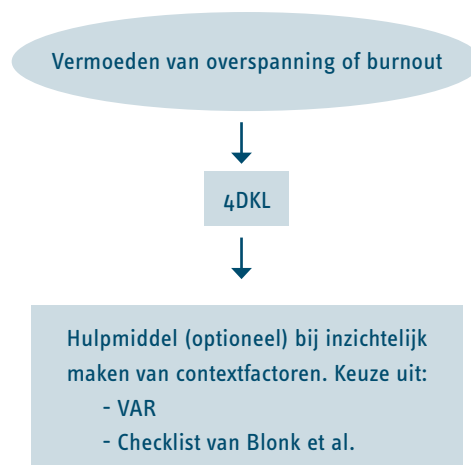 Vermoeden van overspanning of burnout
4DKL
Hulpmiddel (optioneel) bij inzichtelijk
maken van contextfactoren. Keuze uit:
- VAR
- Checklist van Blonk et al.